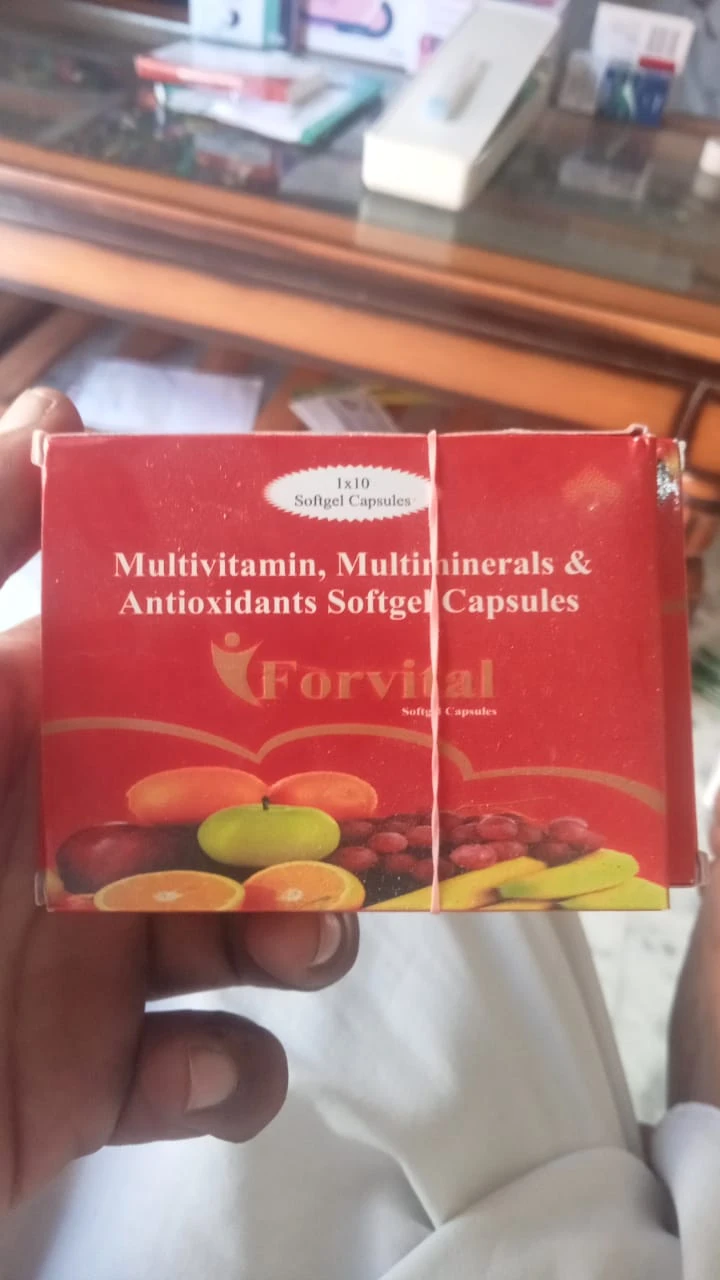 1x10
Softgel Capsules
Multivitamin, Multiminerals &
Antioxidants Softgel Capsules
Forvital
Softgel Capsules